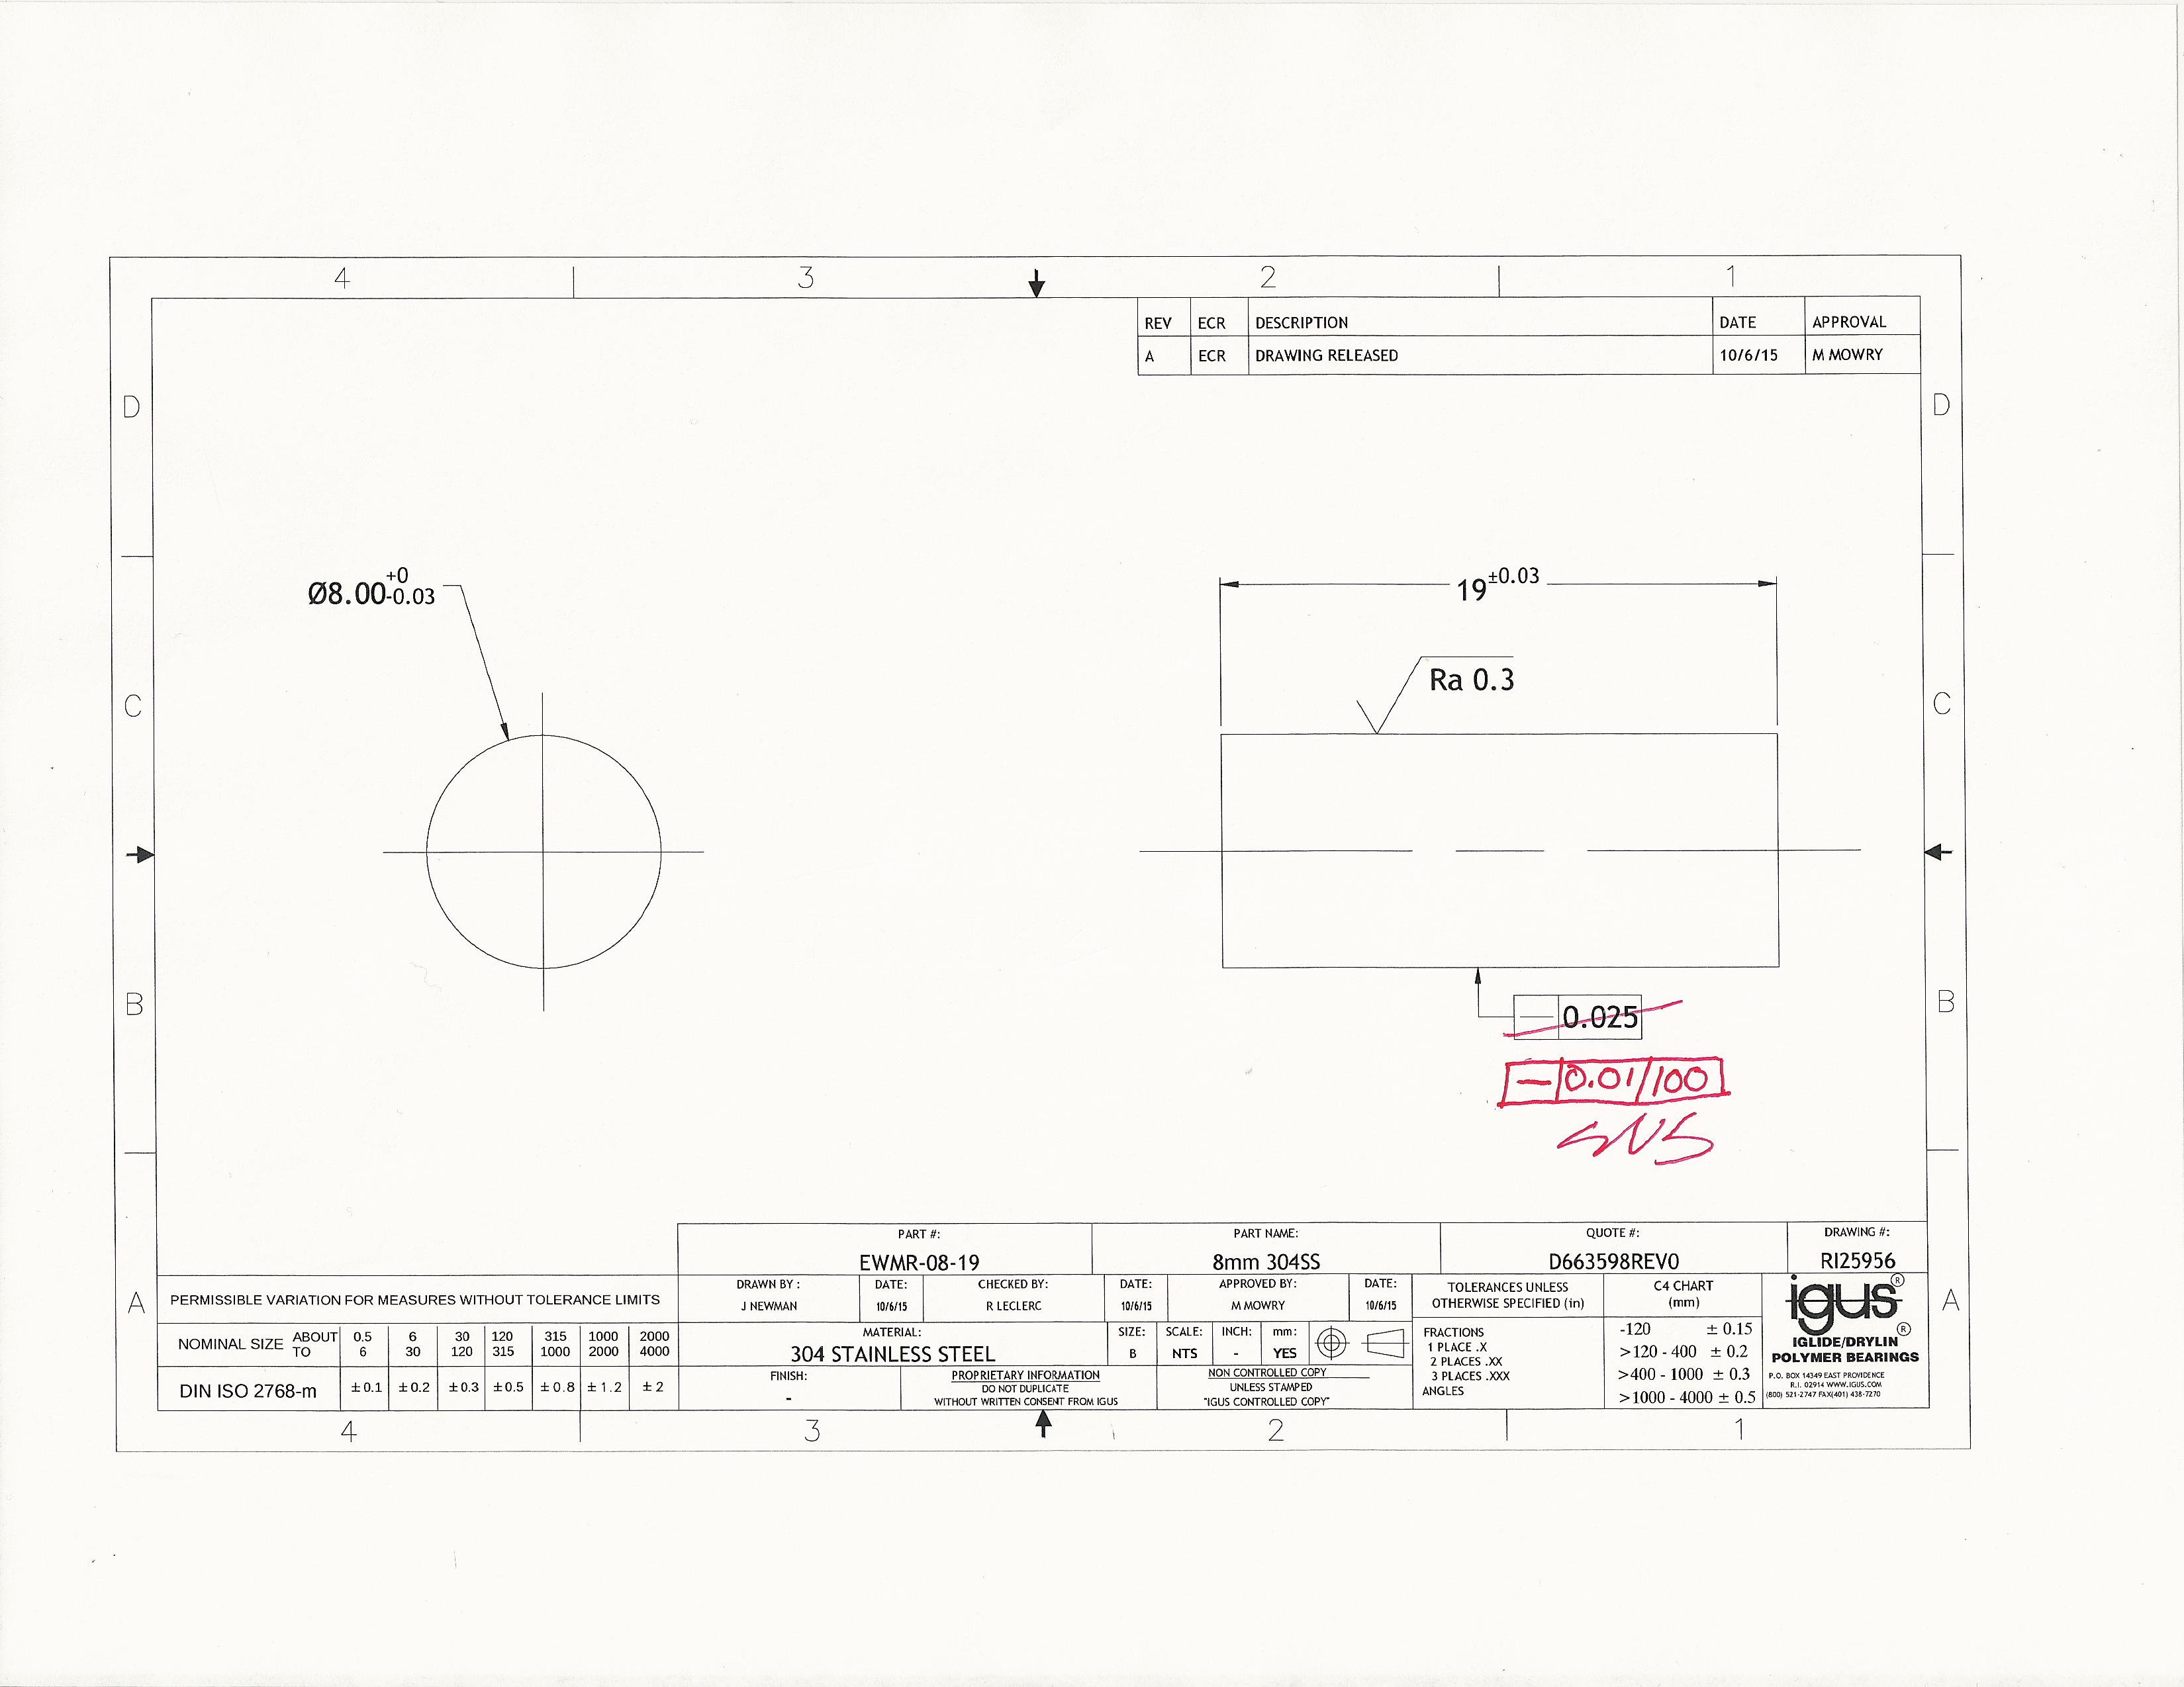 4 3 2 1
REV ECR DESCRIPTION DATE APPROVAL
A ECR DRAWING RELEASED 10/6/15 M MOWRY
D D
Ø8.00+0-0.03
19±0.03
Ra 0.3
C C
B B
— 0.025
— 0.01/100
PART #: PART NAME: QUOTE #: DRAWING #:
EWMR-08-19 8mm 304SS D663598REV0 RI25956
A A
PERMISSIBLE VARIATION FOR MEASURES WITHOUT TOLERANCE LIMITS
NOMINAL SIZE ABOUT 0.5 6 30 120 315 1000 2000
TO 6 30 120 315 1000 2000 4000
DIN ISO 2768-m ±0.1 ±0.2 ±0.3 ±0.5 ±0.8 ±1.2 ±2
DRAWN BY : DATE: CHECKED BY: DATE: APPROVED BY: DATE:
J NEWMAN 10/6/15 R LECLERC 10/6/15 M MOWRY 10/6/15
MATERIAL: SIZE: SCALE: INCH: mm:
304 STAINLESS STEEL B NTS - YES
FINISH:
-
PROPRIETARY INFORMATION
DO NOT DUPLICATE
WITHOUT WRITTEN CONSENT FROM IGUS
NON CONTROLLED COPY
UNLESS STAMPED
"IGUS CONTROLLED COPY"
TOLERANCES UNLESS
OTHERWISE SPECIFIED (in)
FRACTIONS
1 PLACE .X
2 PLACES .XX
3 PLACES .XXX
ANGLES
C4 CHART
(mm)
-120 ± 0.15
>120 - 400 ± 0.2
>400 - 1000 ± 0.3
>1000 - 4000 ± 0.5
igus®
®
IGLIDE/DRYLIN
POLYMER BEARINGS
P.O. BOX 14349 EAST PROVIDENCE
R.I. 02914 WWW.IGUS.COM
(800) 521-2747 FAX(401) 438-7270
4 3 2 1